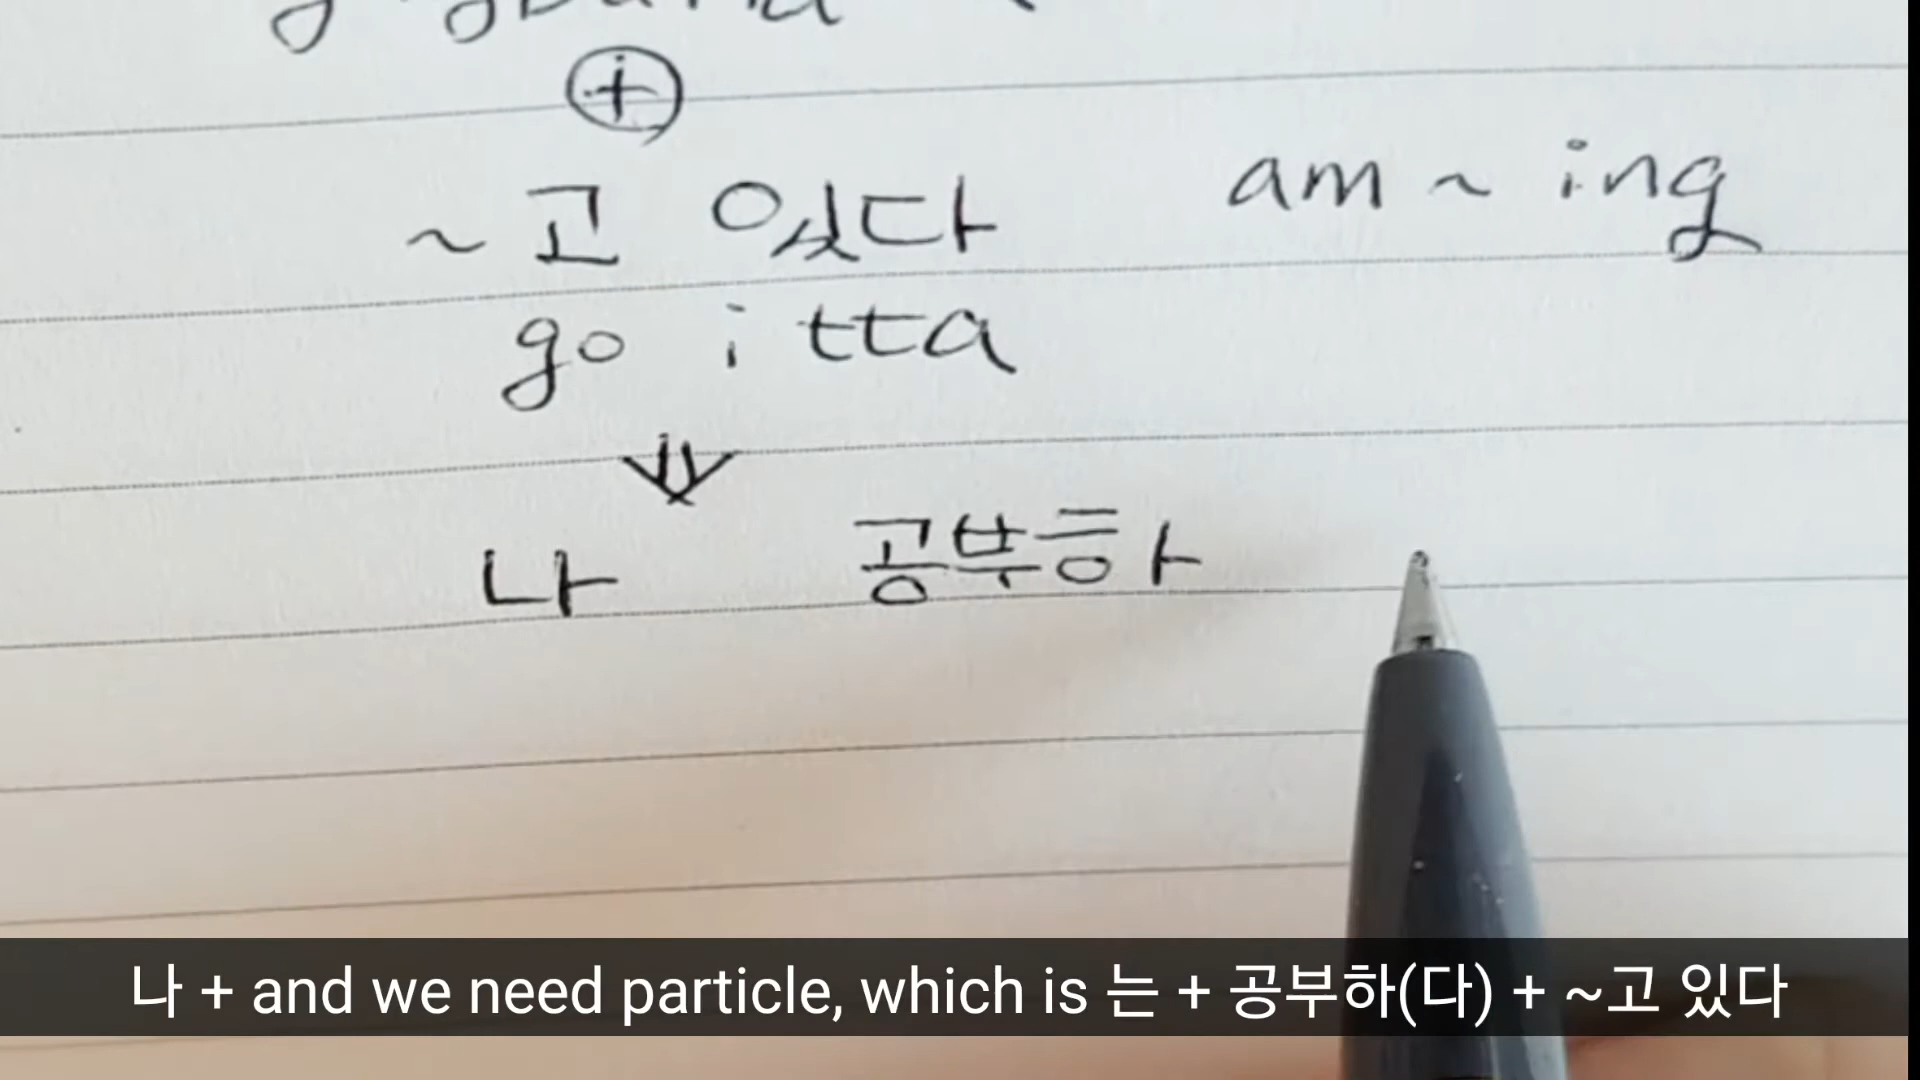 +
~고 있다 am ~ ing
go itta
나 공부하
나 + and we need particle, which is 는 + 공부하(다) + ~고 있다